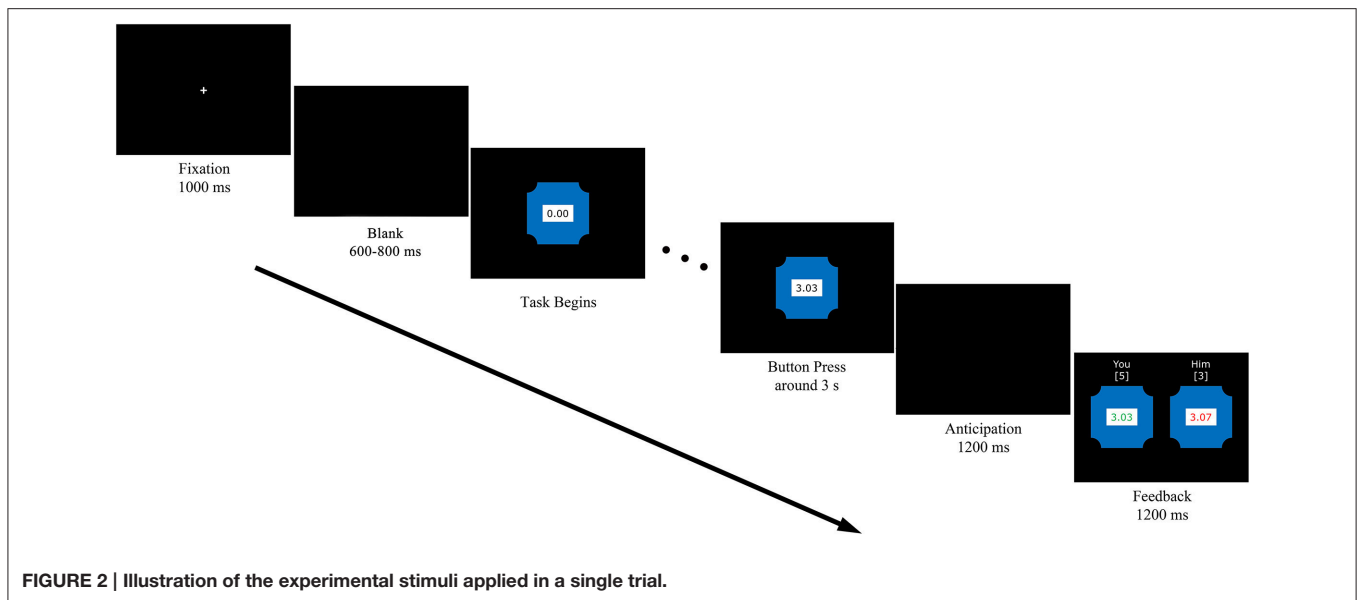 +
Fixation
1000 ms
Blank
600-800 ms
0.00
Task Begins
3.03
Button Press
around 3 s
Anticipation
1200 ms
You Him
[5] [3]
3.03 3.07
Feedback
1200 ms
FIGURE 2 | Illustration of the experimental stimuli applied in a single trial.